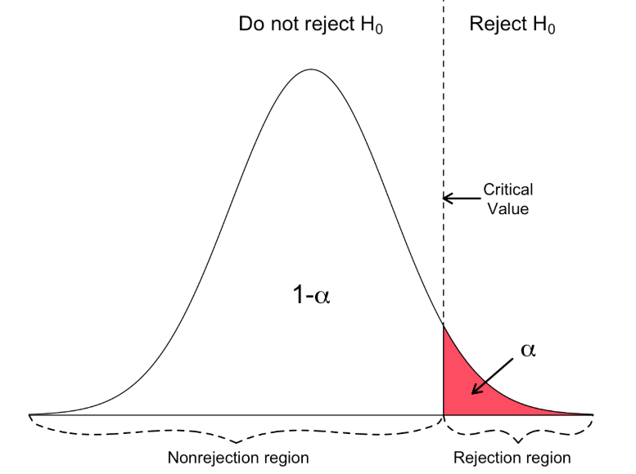 Do not reject H₀
Reject H₀
Critical
Value
1-α
α
Nonrejection region
Rejection region